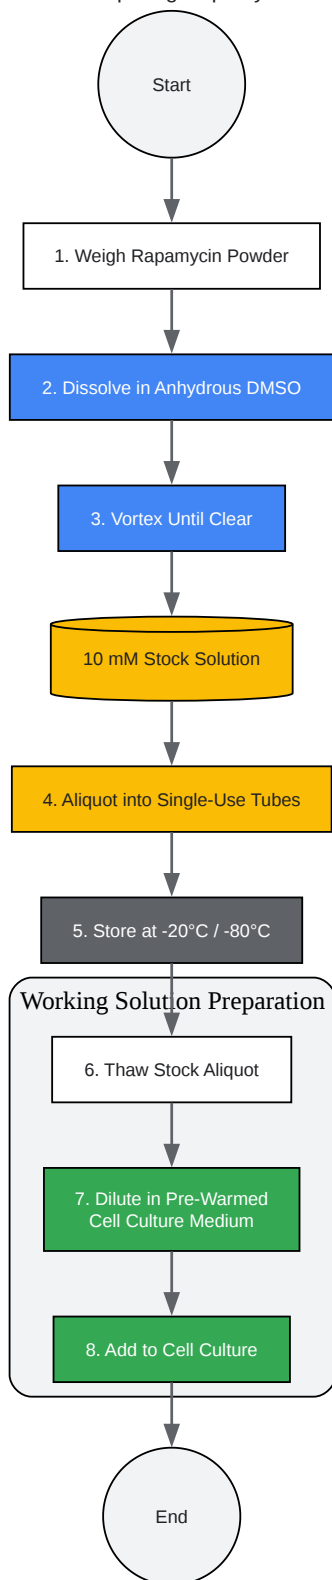 Start
1. Weigh Rapamycin Powder
2. Dissolve in Anhydrous DMSO
3. Vortex Until Clear
10 mM Stock Solution
4. Aliquot into Single-Use Tubes
5. Store at -20°C / -80°C
Working Solution Preparation
6. Thaw Stock Aliquot
7. Dilute in Pre-Warmed
Cell Culture Medium
8. Add to Cell Culture
End